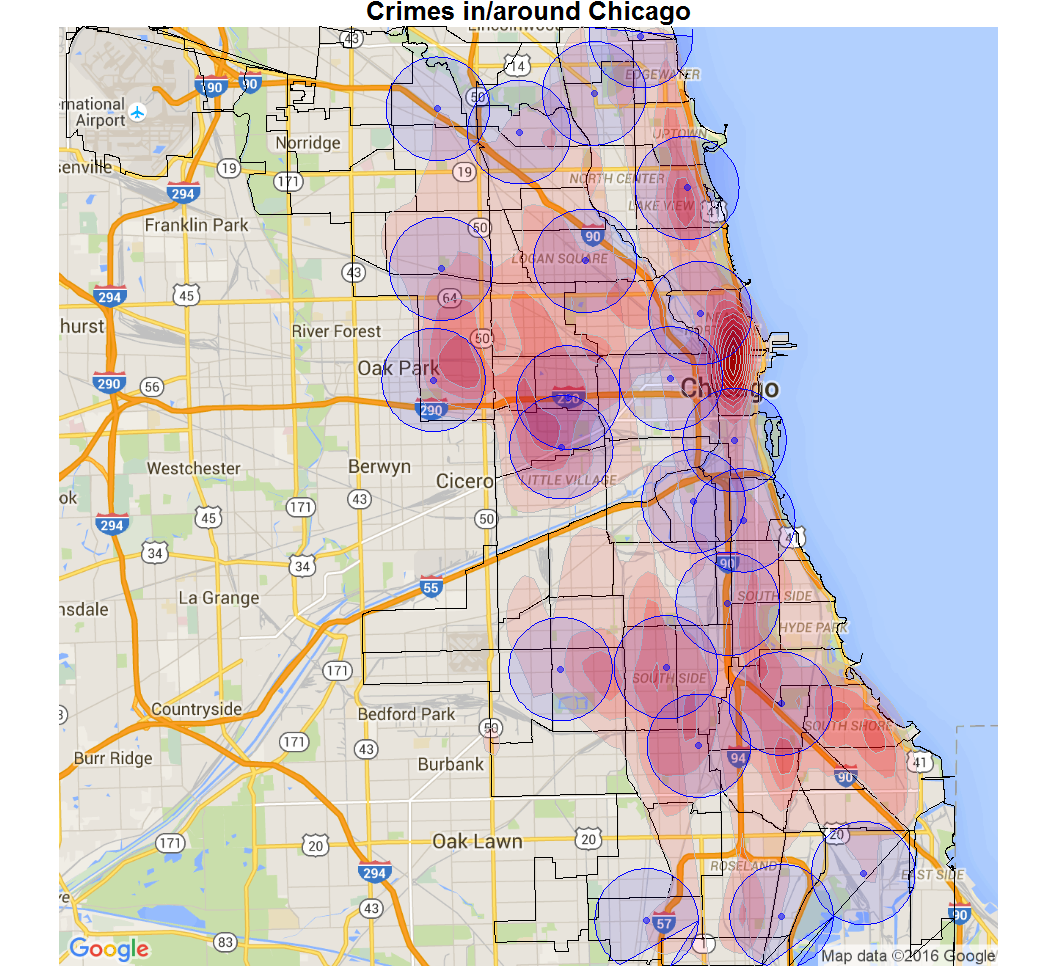 Crimes in/around Chicago
43
14
EDGEWATER
190
90
50
ernational
Airport
UPTOWN
Norridge
senville
19
19
171
NORTH CENTER
294
LAKE VIEW
41
Franklin Park
50
90
LOGAN SQUARE
43
294
45
64
hurst
River Forest
50
Oak Park
Chicago
290
56
290
Westchester
Berwyn
Cicero
LITTLE VILLAGE
ok
43
171
45
50
294
41
34
34
90
55
La Grange
SOUTH SIDE
nsdale
HYDE PARK
171
SOUTH SIDE
Countryside
Bedford Park
50
SOUTH SHORE
171
43
Burr Ridge
Burbank
94
41
90
20
171
20
Oak Lawn
20
294
ROSELAND
EAST SIDE
ve
43
57
90
83
1
Google
Map data ©2016 Google